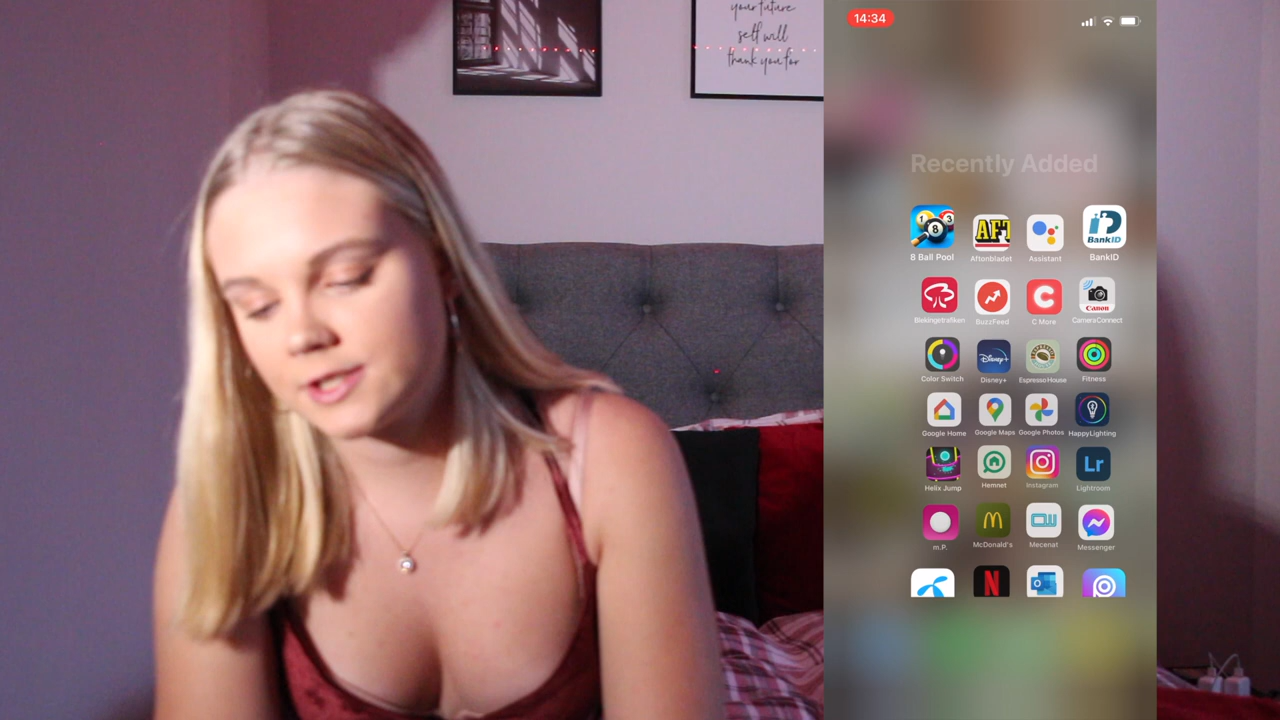 your future
self will
thank you for
14:34
Recently Added
8 Ball Pool
Aftonbladet
Assistant
BankID
Blekingetrafiken
BuzzFeed
C More
CameraConnect
Color Switch
Disney+
EspressoHouse
Fitness
Google Home
Google Maps
Google Photos
HappyLighting
Helix Jump
Hemnet
Instagram
Lightroom
m.P.
McDonald's
Mecenat
Messenger